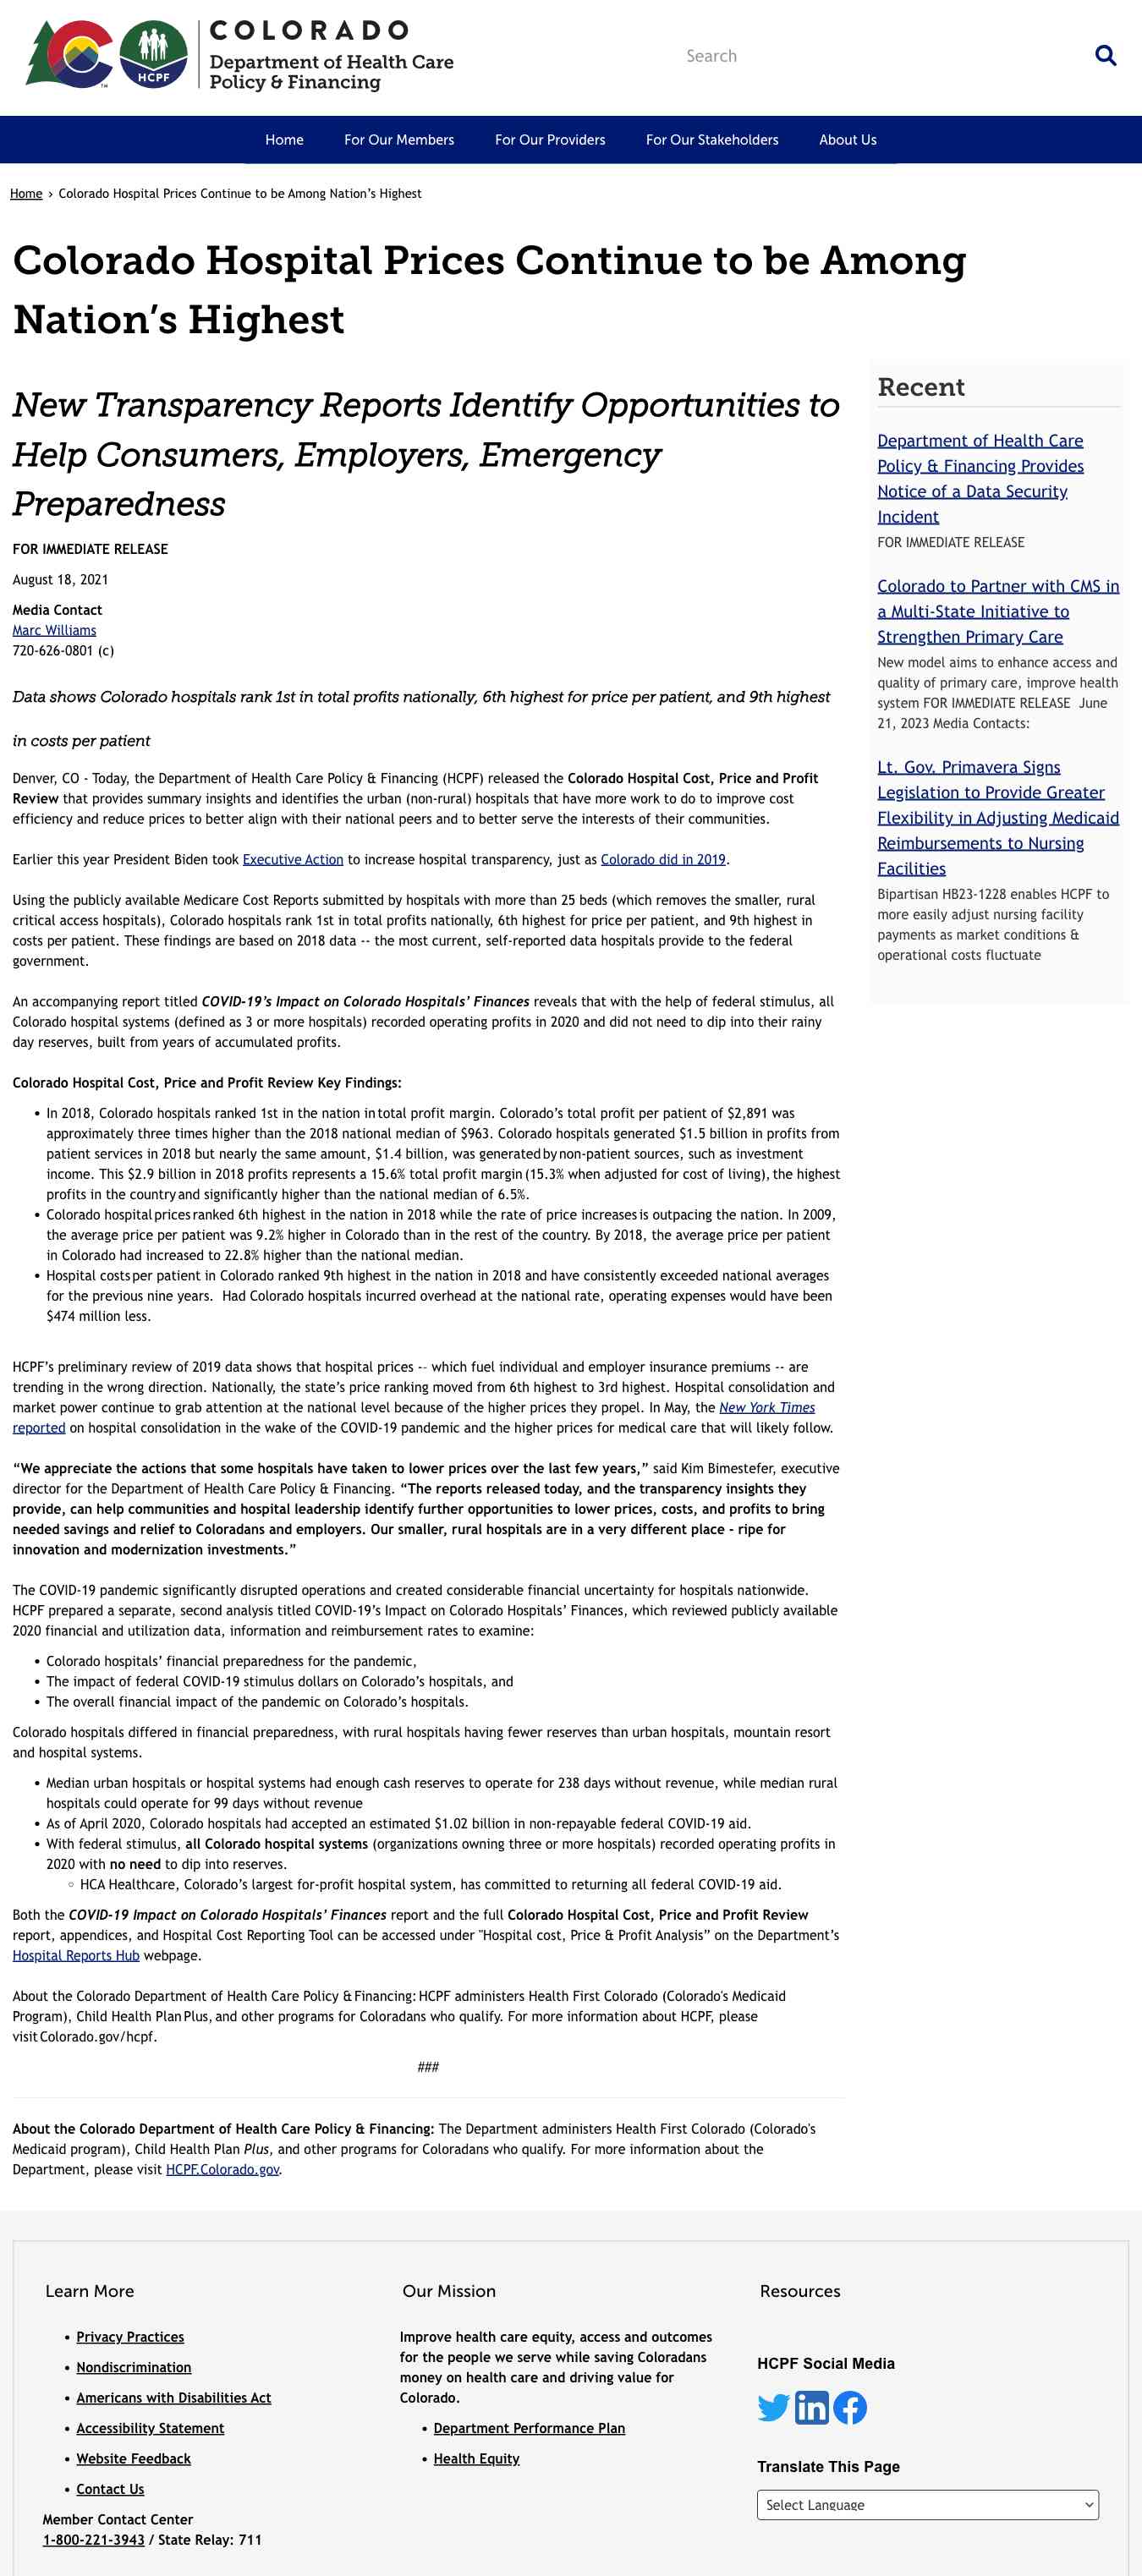 COLORADO
Department of Health Care
Policy & Financing
HCPF
TM
Search
Home
For Our Members
For Our Providers
For Our Stakeholders
About Us
Home › Colorado Hospital Prices Continue to be Among Nation’s Highest
Colorado Hospital Prices Continue to be Among
Nation’s Highest
New Transparency Reports Identify Opportunities to
Help Consumers, Employers, Emergency
Preparedness
FOR IMMEDIATE RELEASE
August 18, 2021
Media Contact
Marc Williams
720-626-0801 (c)
Data shows Colorado hospitals rank 1st in total profits nationally, 6th highest for price per patient, and 9th highest
in costs per patient
Denver, CO - Today, the Department of Health Care Policy & Financing (HCPF) released the Colorado Hospital Cost, Price and Profit
Review that provides summary insights and identifies the urban (non-rural) hospitals that have more work to do to improve cost
efficiency and reduce prices to better align with their national peers and to better serve the interests of their communities.
Earlier this year President Biden took Executive Action to increase hospital transparency, just as Colorado did in 2019.
Using the publicly available Medicare Cost Reports submitted by hospitals with more than 25 beds (which removes the smaller, rural
critical access hospitals), Colorado hospitals rank 1st in total profits nationally, 6th highest for price per patient, and 9th highest in
costs per patient. These findings are based on 2018 data -- the most current, self-reported data hospitals provide to the federal
government.
An accompanying report titled COVID-19’s Impact on Colorado Hospitals’ Finances reveals that with the help of federal stimulus, all
Colorado hospital systems (defined as 3 or more hospitals) recorded operating profits in 2020 and did not need to dip into their rainy
day reserves, built from years of accumulated profits.
Colorado Hospital Cost, Price and Profit Review Key Findings:
• In 2018, Colorado hospitals ranked 1st in the nation in total profit margin. Colorado’s total profit per patient of $2,891 was
approximately three times higher than the 2018 national median of $963. Colorado hospitals generated $1.5 billion in profits from
patient services in 2018 but nearly the same amount, $1.4 billion, was generated by non-patient sources, such as investment
income. This $2.9 billion in 2018 profits represents a 15.6% total profit margin (15.3% when adjusted for cost of living), the highest
profits in the country and significantly higher than the national median of 6.5%.
• Colorado hospital prices ranked 6th highest in the nation in 2018 while the rate of price increases is outpacing the nation. In 2009,
the average price per patient was 9.2% higher in Colorado than in the rest of the country. By 2018, the average price per patient
in Colorado had increased to 22.8% higher than the national median.
• Hospital costs per patient in Colorado ranked 9th highest in the nation in 2018 and have consistently exceeded national averages
for the previous nine years.  Had Colorado hospitals incurred overhead at the national rate, operating expenses would have been
$474 million less.
HCPF’s preliminary review of 2019 data shows that hospital prices -- which fuel individual and employer insurance premiums -- are
trending in the wrong direction. Nationally, the state’s price ranking moved from 6th highest to 3rd highest. Hospital consolidation and
market power continue to grab attention at the national level because of the higher prices they propel. In May, the New York Times
reported on hospital consolidation in the wake of the COVID-19 pandemic and the higher prices for medical care that will likely follow.
“We appreciate the actions that some hospitals have taken to lower prices over the last few years,” said Kim Bimestefer, executive
director for the Department of Health Care Policy & Financing. “The reports released today, and the transparency insights they
provide, can help communities and hospital leadership identify further opportunities to lower prices, costs, and profits to bring
needed savings and relief to Coloradans and employers. Our smaller, rural hospitals are in a very different place - ripe for
innovation and modernization investments.”
The COVID-19 pandemic significantly disrupted operations and created considerable financial uncertainty for hospitals nationwide.
HCPF prepared a separate, second analysis titled COVID-19’s Impact on Colorado Hospitals’ Finances, which reviewed publicly available
2020 financial and utilization data, information and reimbursement rates to examine:
• Colorado hospitals’ financial preparedness for the pandemic,
• The impact of federal COVID-19 stimulus dollars on Colorado’s hospitals, and
• The overall financial impact of the pandemic on Colorado’s hospitals.
Colorado hospitals differed in financial preparedness, with rural hospitals having fewer reserves than urban hospitals, mountain resort
and hospital systems.
• Median urban hospitals or hospital systems had enough cash reserves to operate for 238 days without revenue, while median rural
hospitals could operate for 99 days without revenue
• As of April 2020, Colorado hospitals had accepted an estimated $1.02 billion in non-repayable federal COVID-19 aid.
• With federal stimulus, all Colorado hospital systems (organizations owning three or more hospitals) recorded operating profits in
2020 with no need to dip into reserves.
○ HCA Healthcare, Colorado’s largest for-profit hospital system, has committed to returning all federal COVID-19 aid.
Both the COVID-19 Impact on Colorado Hospitals’ Finances report and the full Colorado Hospital Cost, Price and Profit Review
report, appendices, and Hospital Cost Reporting Tool can be accessed under "Hospital cost, Price & Profit Analysis” on the Department’s
Hospital Reports Hub webpage.
About the Colorado Department of Health Care Policy & Financing: HCPF administers Health First Colorado (Colorado's Medicaid
Program), Child Health Plan Plus, and other programs for Coloradans who qualify. For more information about HCPF, please
visit Colorado.gov/hcpf.
###
About the Colorado Department of Health Care Policy & Financing: The Department administers Health First Colorado (Colorado's
Medicaid program), Child Health Plan Plus, and other programs for Coloradans who qualify. For more information about the
Department, please visit HCPF.Colorado.gov.
Recent
Department of Health Care
Policy & Financing Provides
Notice of a Data Security
Incident
FOR IMMEDIATE RELEASE
Colorado to Partner with CMS in
a Multi-State Initiative to
Strengthen Primary Care
New model aims to enhance access and
quality of primary care, improve health
system FOR IMMEDIATE RELEASE  June
21, 2023 Media Contacts:
Lt. Gov. Primavera Signs
Legislation to Provide Greater
Flexibility in Adjusting Medicaid
Reimbursements to Nursing
Facilities
Bipartisan HB23-1228 enables HCPF to
more easily adjust nursing facility
payments as market conditions &
operational costs fluctuate
Learn More
• Privacy Practices
• Nondiscrimination
• Americans with Disabilities Act
• Accessibility Statement
• Website Feedback
• Contact Us
Member Contact Center
1-800-221-3943 / State Relay: 711
Our Mission
Improve health care equity, access and outcomes
for the people we serve while saving Coloradans
money on health care and driving value for
Colorado.
• Department Performance Plan
• Health Equity
Resources
HCPF Social Media
Translate This Page
Select Language